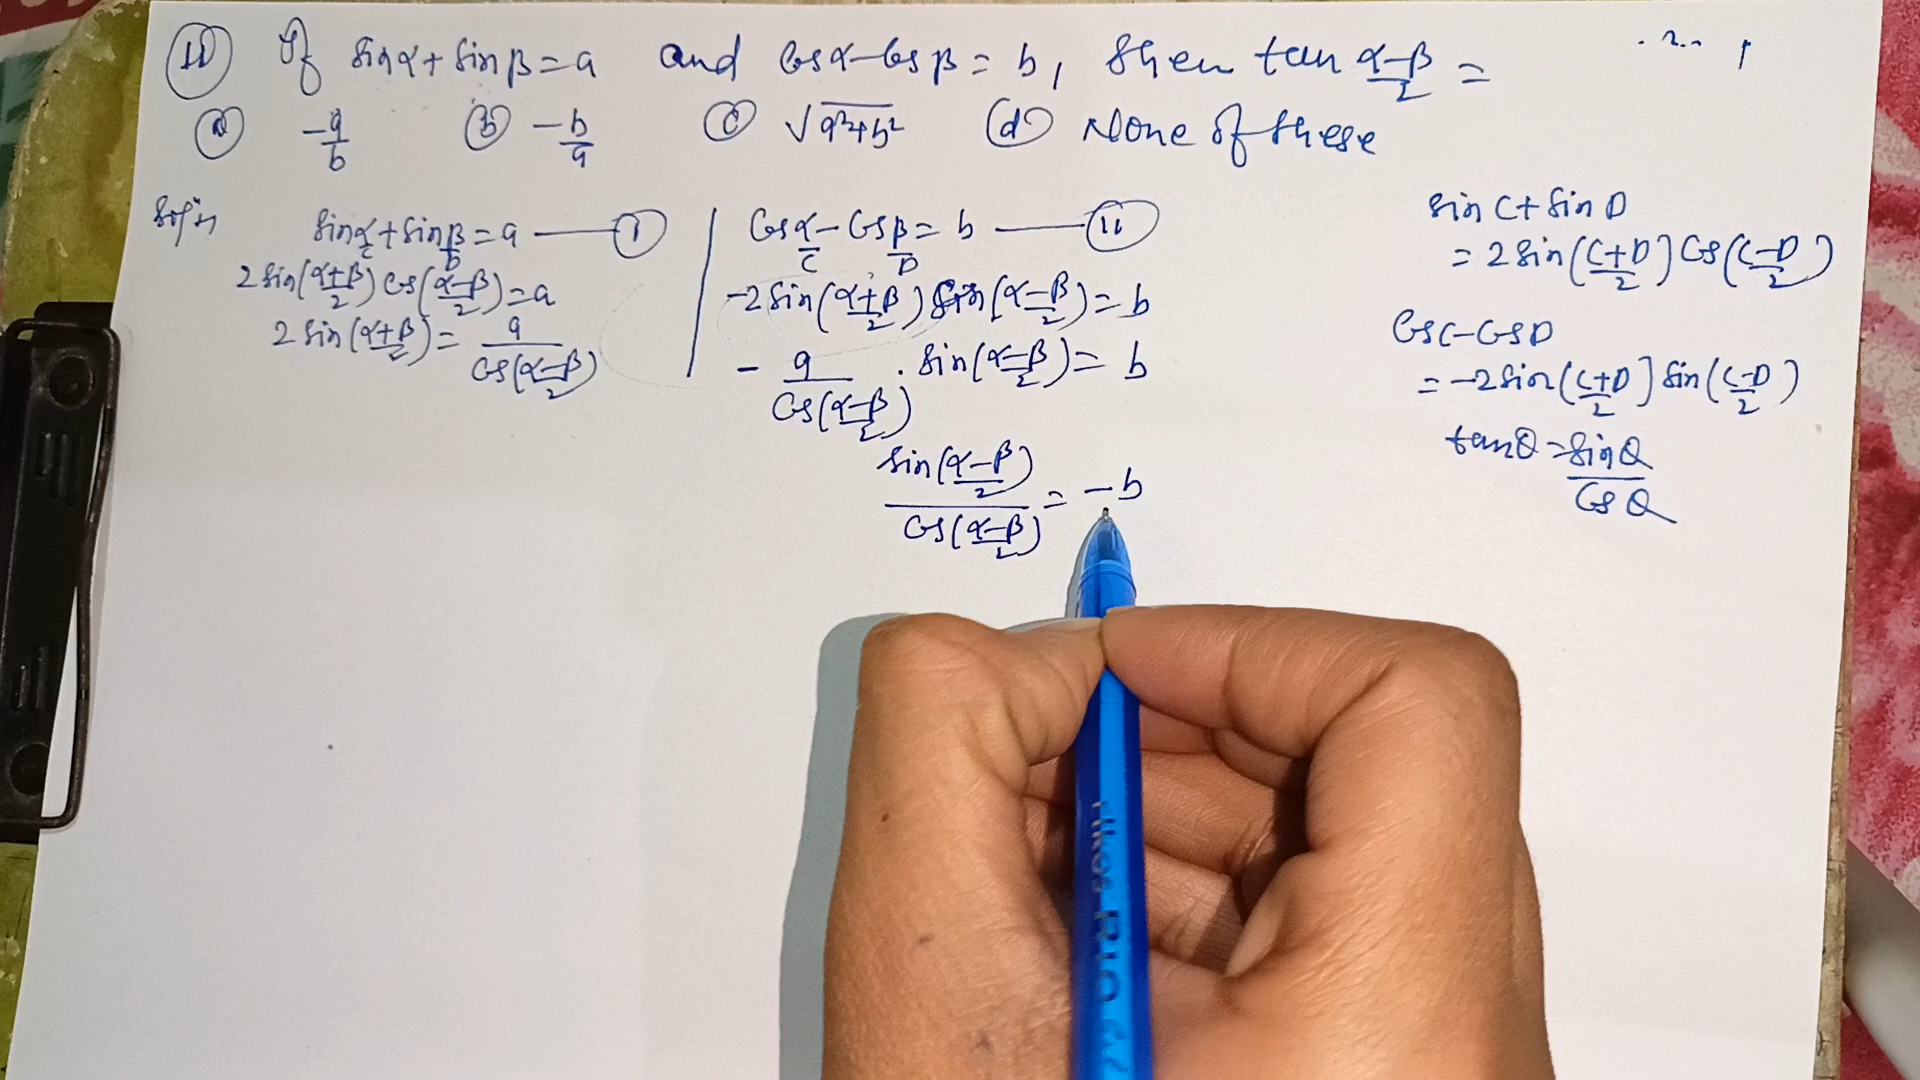 11 If sinα + sinβ = a and Cosα - Cosβ = b, then tan (α-β)/2 =
(a) -a/b (b) -b/a (c) √(a²+b²) (d) None of these
Sol'n
sinα + sinβ = a — (i)
C D
2 sin((α+β)/2) Cos((α-β)/2) = a
2 sin((α+β)/2) = a/Cos((α-β)/2)
Cosα - Cosβ = b — (ii)
C D
-2 sin((α+β)/2) sin((α-β)/2) = b
- a/Cos((α-β)/2) . sin((α-β)/2) = b
sin((α-β)/2)/Cos((α-β)/2) = -b
sin C + sin D
= 2 sin((C+D)/2) Cos((C-D)/2)
Cos C - Cos D
= -2 sin((C+D)/2) sin((C-D)/2)
tanθ = sinθ/Cosθ
RIO